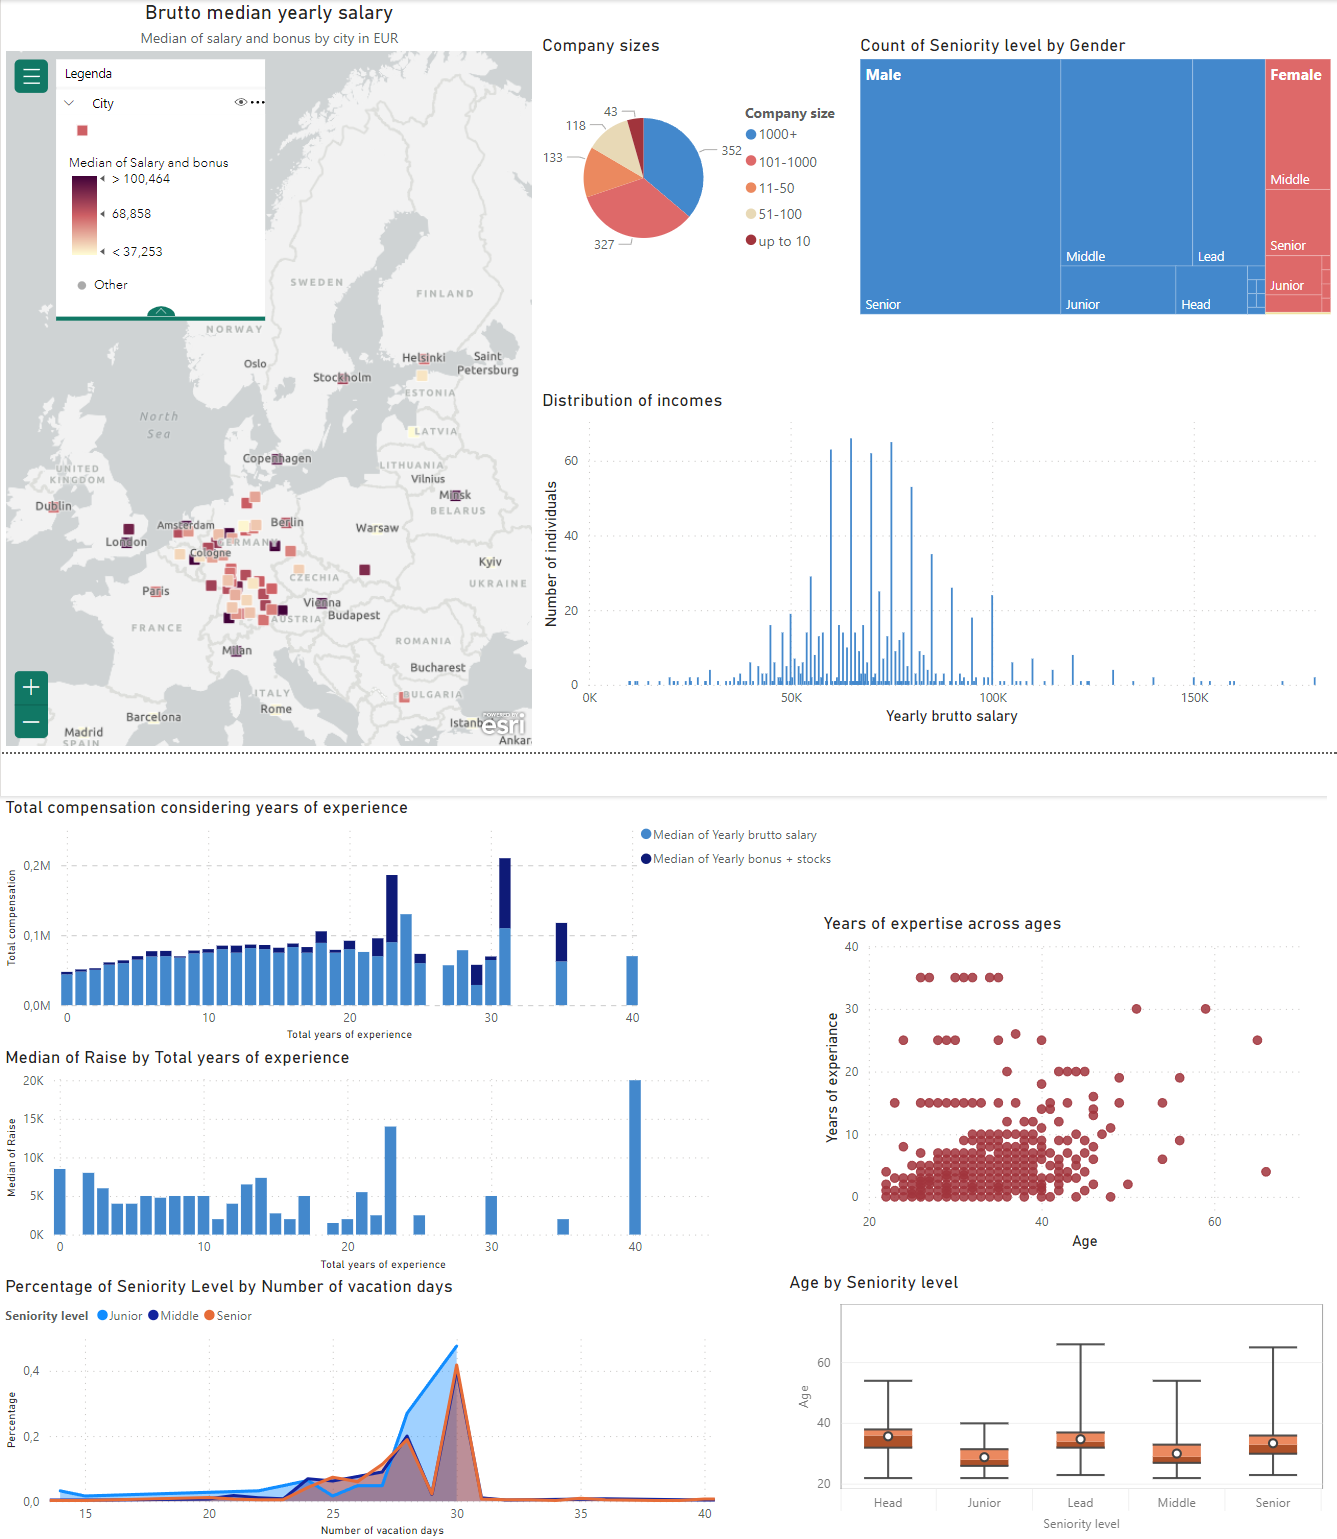 Brutto median yearly salary
Median of salary and bonus by city in EUR
Legenda
City
Median of Salary and bonus
> 100,464
68,858
< 37,253
Other
SWEDEN
FINLAND
NORWAY
Oslo
Helsinki
Saint
Petersburg
Stockholm
ESTONIA
North
Sea
LATVIA
Copenhagen
LITHUANIA
UNITED
KINGDOM
Vilnius
Minsk
Dublin
BELARUS
Amsterdam
Berlin
Warsaw
London
GERMANY
Cologne
Kyiv
CZECHIA
UKRAINE
Paris
Vienna
Budapest
FRANCE
AUSTRIA
ROMANIA
Milan
Bucharest
ITALY
BULGARIA
Rome
Barcelona
Istanb
Madrid
SPAIN
Ankar
POWERED BY
esri
Company sizes
43
118
133
352
327
Company size
1000+
101-1000
11-50
51-100
up to 10
Count of Seniority level by Gender
Male
Female
Middle
Senior
Middle
Lead
Junior
Senior
Junior
Head
Distribution of incomes
Number of individuals
60
40
20
0
0K
50K
100K
150K
Yearly brutto salary
Total compensation considering years of experience
Median of Yearly brutto salary
Median of Yearly bonus + stocks
Total compensation
0,2M
0,1M
0,0M
0
10
20
30
40
Total years of experience
Median of Raise by Total years of experience
Median of Raise
20K
15K
10K
5K
0K
0
10
20
30
40
Total years of experience
Percentage of Seniority Level by Number of vacation days
Seniority level
Junior
Middle
Senior
Percentage
0,4
0,2
0,0
15
20
25
30
35
40
Number of vacation days
Years of expertise across ages
Years of experiance
40
30
20
10
0
20
40
60
Age
Age by Seniority level
Age
60
40
20
Head
Junior
Lead
Middle
Senior
Seniority level